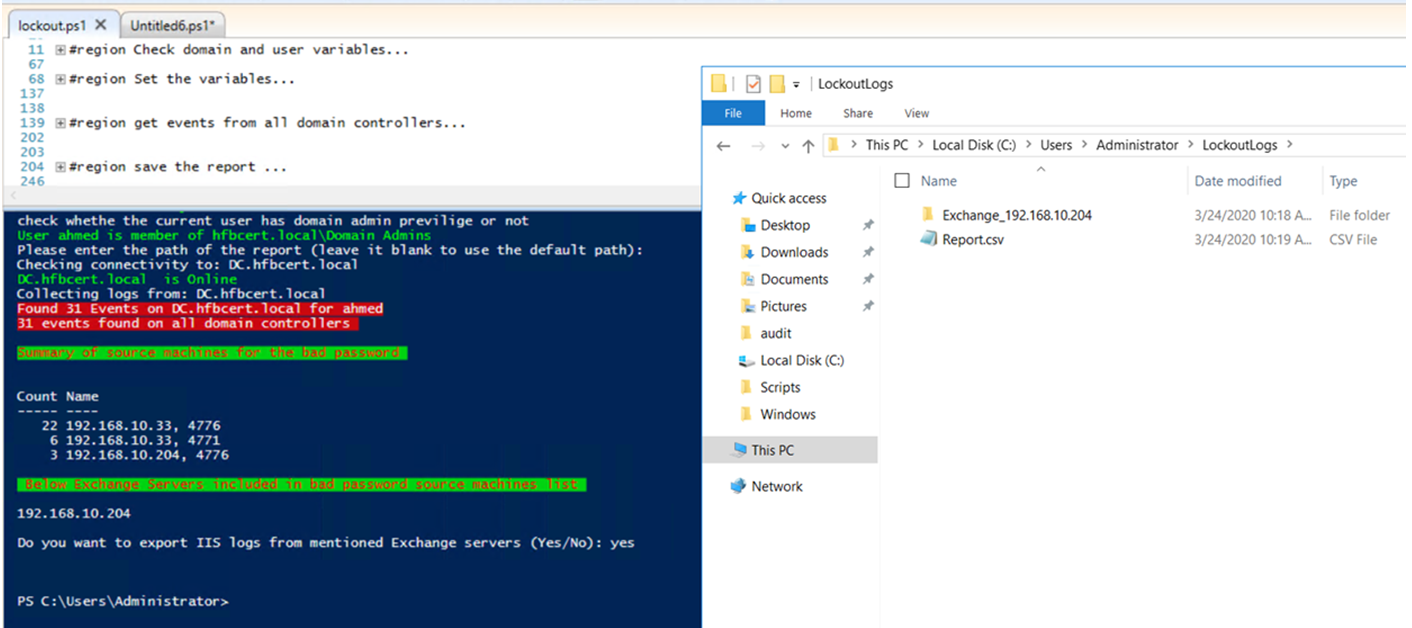 lockout.ps1 X Untitled6.ps1*
11 #region Check domain and user variables...
67
68 #region Set the variables...
137
138
139 #region get events from all domain controllers...
202
203
204 #region save the report ...
246
check whethe the current user has domain admin previlige or not
User ahmed is member of hfbcert.local\Domain Admins
Please enter the path of the report (leave it blank to use the default path):
Checking connectivity to: DC.hfbcert.local
DC.hfbcert.local is Online
Collecting logs from: DC.hfbcert.local
Found 31 Events on DC.hfbcert.local for ahmed
31 events found on all domain controllers
Summary of source machines for the bad password
Count Name
----- ----
22 192.168.10.33, 4776
6 192.168.10.33, 4771
3 192.168.10.204, 4776
Below Exchange Servers included in bad password source machines list
192.168.10.204
Do you want to export IIS logs from mentioned Exchange servers (Yes/No): yes
PS C:\Users\Administrator>
LockoutLogs
File Home Share View
This PC > Local Disk (C:) > Users > Administrator > LockoutLogs >
Quick access
Desktop
Downloads
Documents
Pictures
audit
Local Disk (C:)
Scripts
Windows
This PC
Network
Name Date modified Type
Exchange_192.168.10.204 3/24/2020 10:18 A... File folder
Report.csv 3/24/2020 10:19 A... CSV File